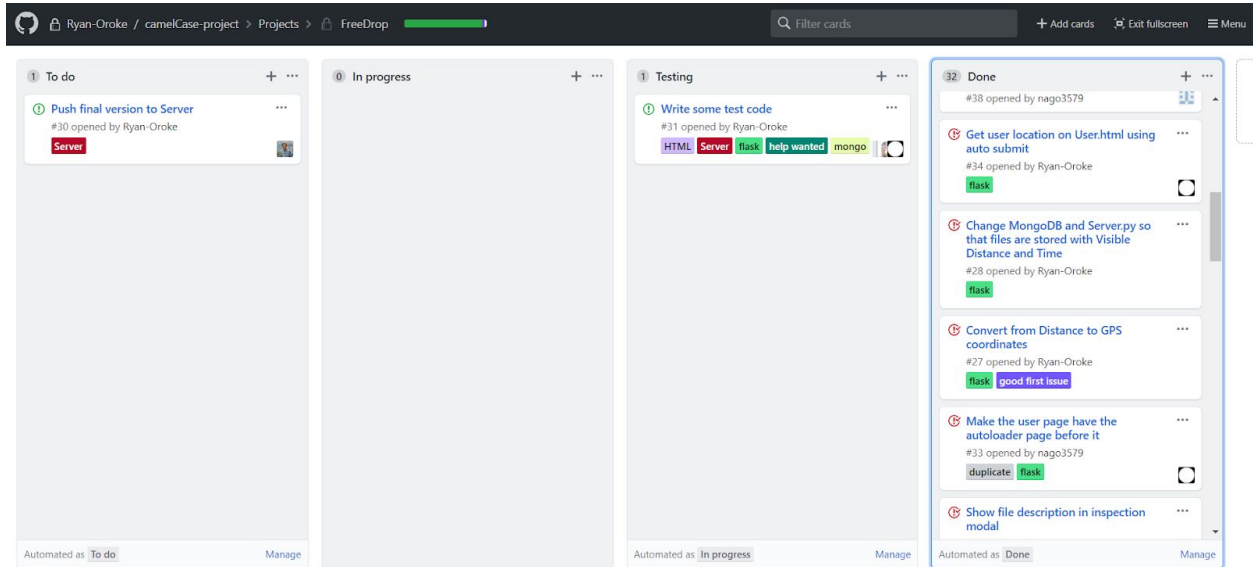 Ryan-Oroke / camelCase-project > Projects > FreeDrop
Filter cards
+ Add cards
Exit fullscreen
Menu
1 To do
Push final version to Server
#30 opened by Ryan-Oroke
Server
Automated as To do
Manage
0 In progress
1 Testing
Write some test code
#31 opened by Ryan-Oroke
HTML Server flask help wanted mongo
Automated as In progress
Manage
32 Done
#38 opened by nago3579
Get user location on User.html using
auto submit
#34 opened by Ryan-Oroke
flask
Change MongoDB and Server.py so
that files are stored with Visible
Distance and Time
#28 opened by Ryan-Oroke
flask
Convert from Distance to GPS
coordinates
#27 opened by Ryan-Oroke
flask good first issue
Make the user page have the
autoloader page before it
#33 opened by nago3579
duplicate flask
Show file description in inspection
modal
Automated as Done
Manage